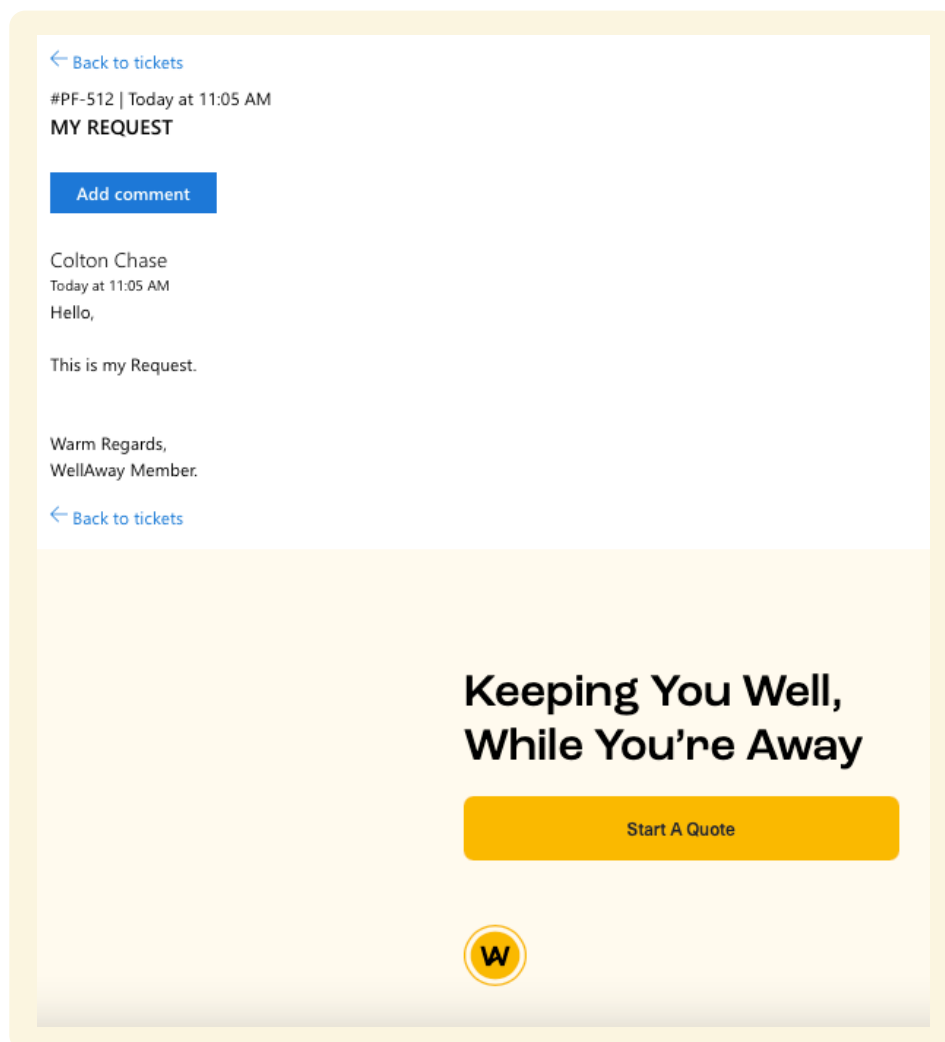 ← Back to tickets
#PF-512 | Today at 11:05 AM
MY REQUEST
Add comment
Colton Chase
Today at 11:05 AM
Hello,
This is my Request.
Warm Regards,
WellAway Member.
← Back to tickets
Keeping You Well,
While You’re Away
Start A Quote
WA